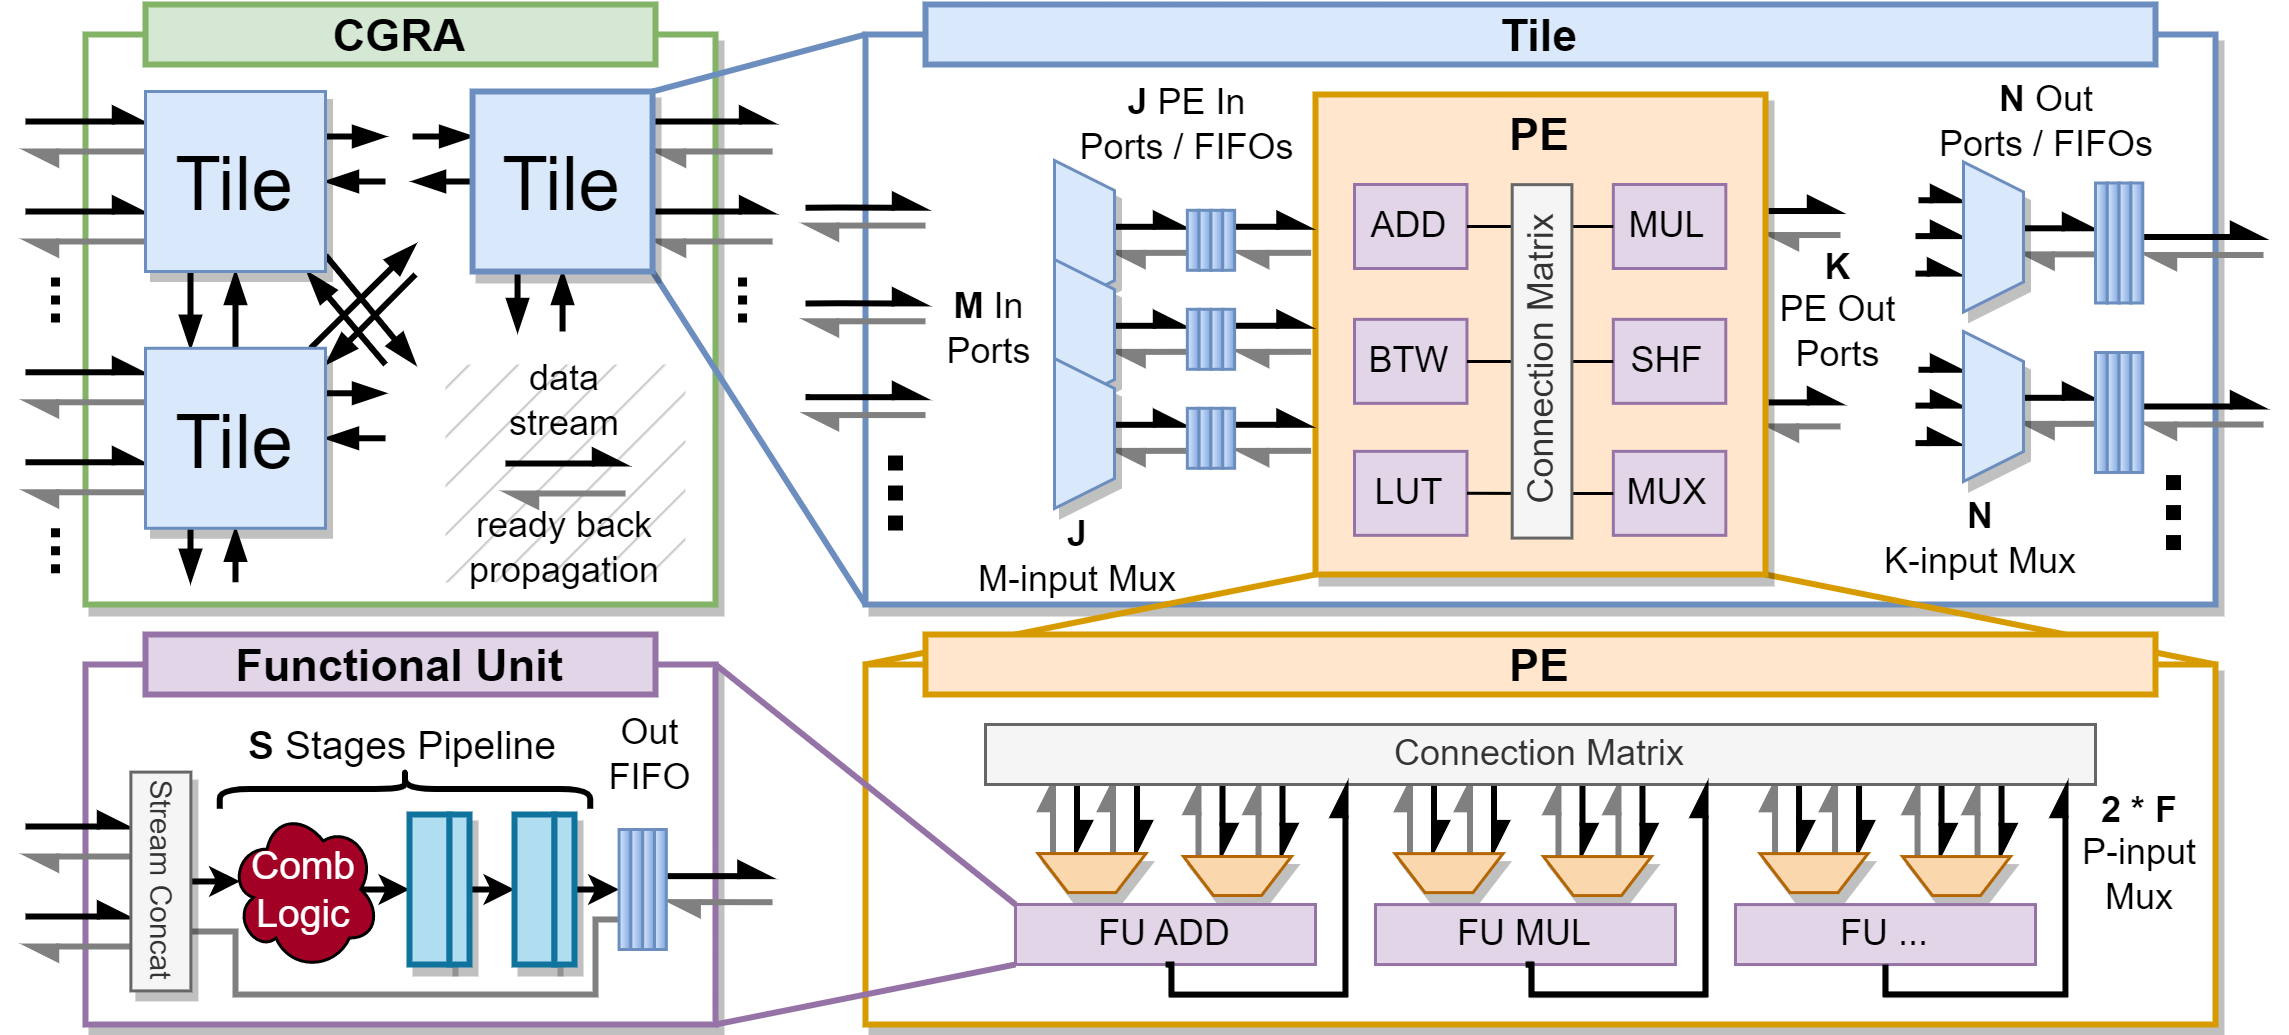 CGRA
Tile
Tile
Tile
data
stream
ready back
propagation
Tile
J PE In
Ports / FIFOs
M In
Ports
J
M-input Mux
PE
ADD
MUL
BTW
SHF
LUT
MUX
Connection Matrix
K
PE Out
Ports
N Out
Ports / FIFOs
N
K-input Mux
Functional Unit
S Stages Pipeline
Out
FIFO
Stream Concat
Comb
Logic
PE
Connection Matrix
2 * F
P-input
Mux
FU ADD
FU MUL
FU ...